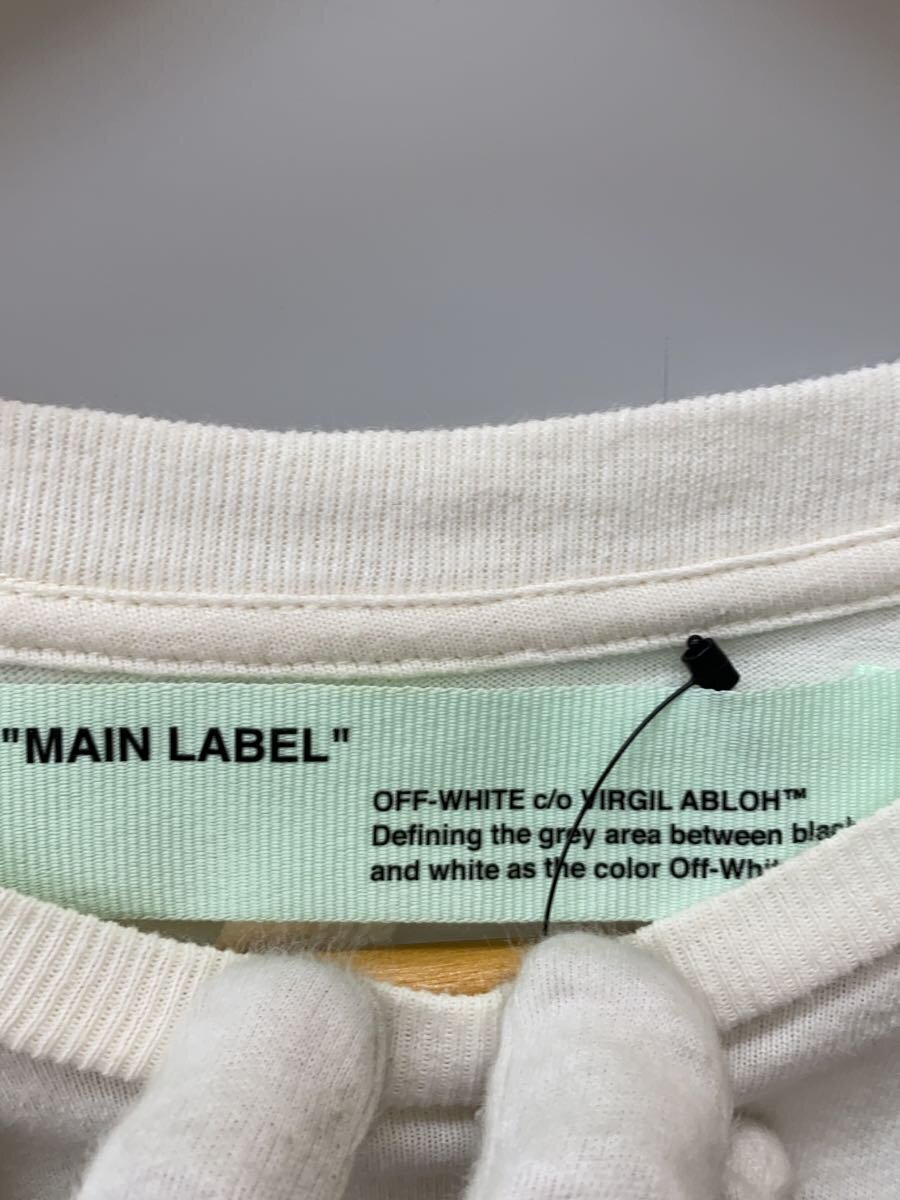 "MAIN LABEL"
OFF-WHITE c/o VIRGIL ABLOH™
Defining the grey area between
and white as the color